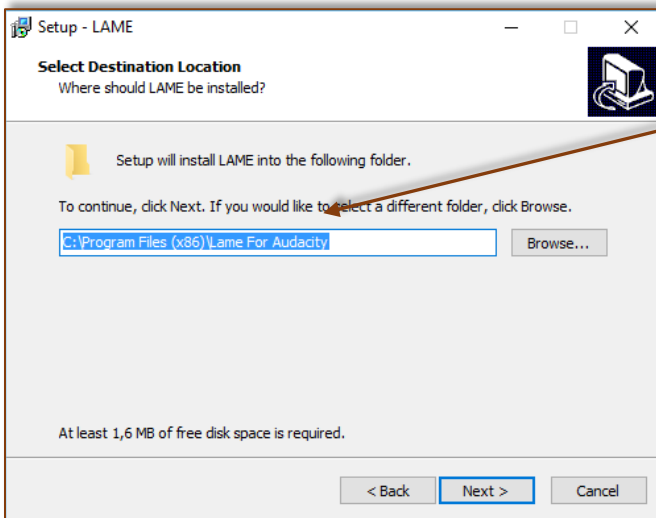 Setup - LAME
Select Destination Location
Where should LAME be installed?
Setup will install LAME into the following folder.
To continue, click Next. If you would like to select a different folder, click Browse.
C:\Program Files (x86)\Lame For Audacity
Browse...
At least 1,6 MB of free disk space is required.
< Back
Next >
Cancel